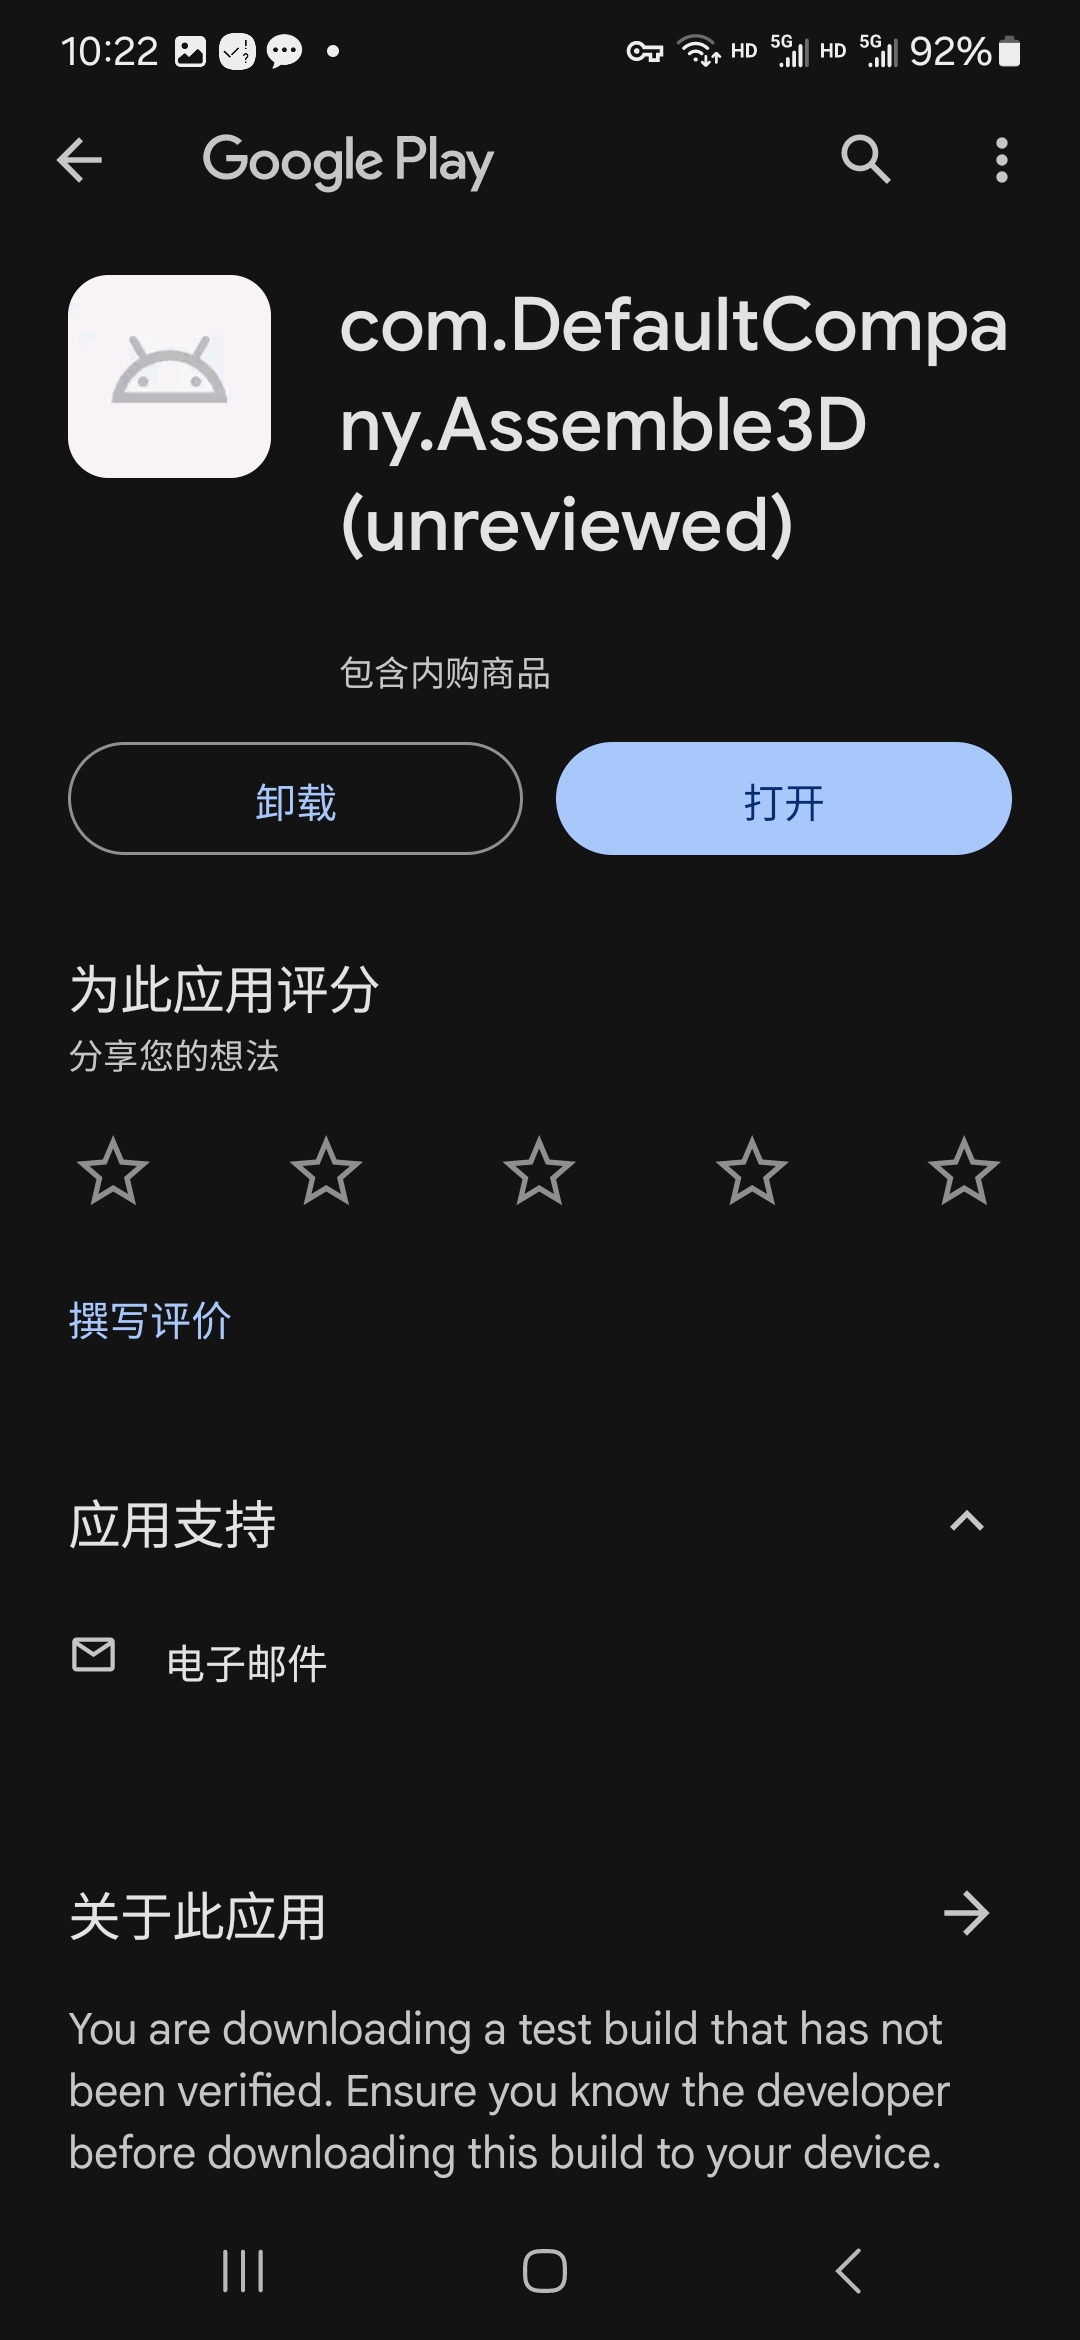 10:22 HD 5G HD 5G 92%
Google Play
com.DefaultCompa
ny.Assemble3D
(unreviewed)
包含内购商品
卸载 打开
为此应用评分
分享您的想法
撰写评价
应用支持
电子邮件
关于此应用
You are downloading a test build that has not
been verified. Ensure you know the developer
before downloading this build to your device.